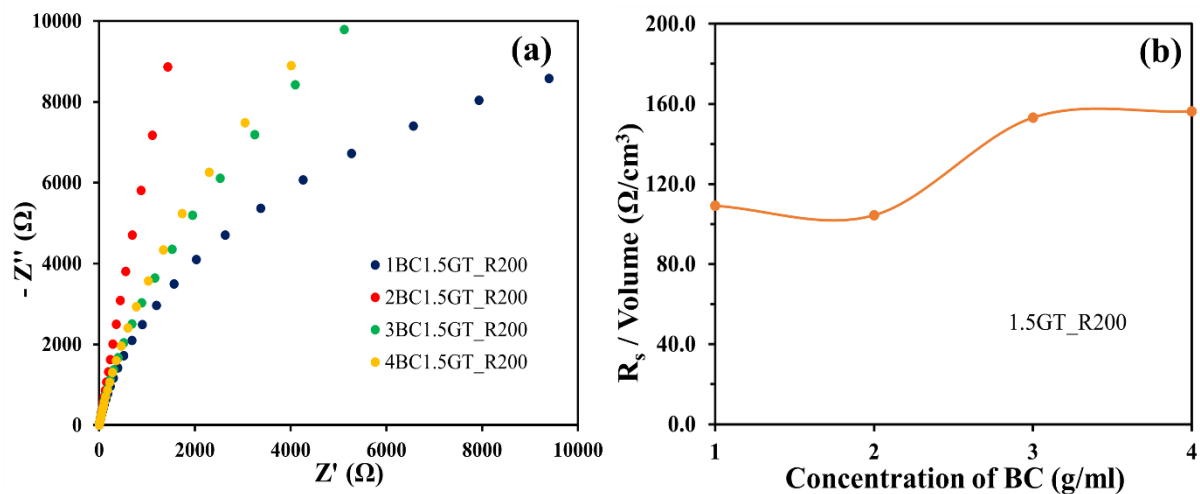 (a)
10000
8000
6000
4000
2000
0
- Z'' (Ω)
1BC1.5GT_R200
2BC1.5GT_R200
3BC1.5GT_R200
4BC1.5GT_R200
0 2000 4000 6000 8000 10000
Z' (Ω)
(b)
200.0
160.0
120.0
80.0
40.0
0.0
Rs / Volume (Ω/cm³)
1.5GT_R200
1 2 3 4
Concentration of BC (g/ml)